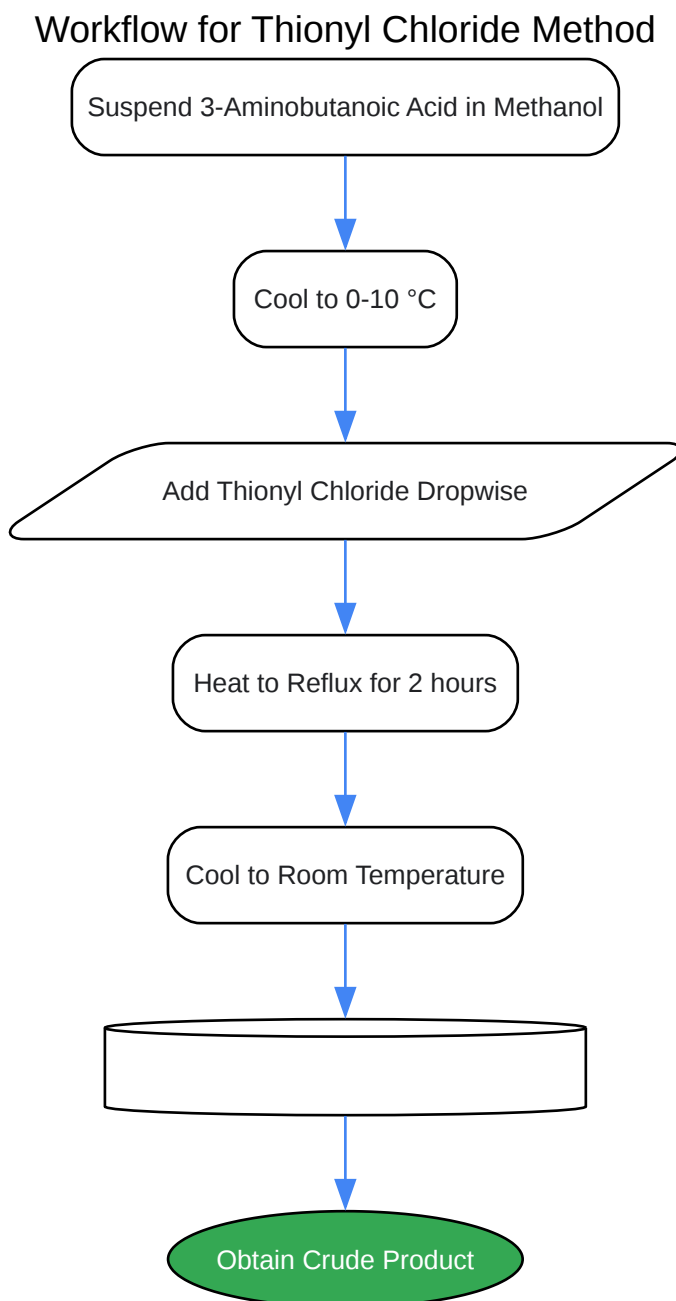 Workflow for Thionyl Chloride Method
Suspend 3-Aminobutanoic Acid in Methanol
Cool to 0-10 °C
Add Thionyl Chloride Dropwise
Heat to Reflux for 2 hours
Cool to Room Temperature
Obtain Crude Product